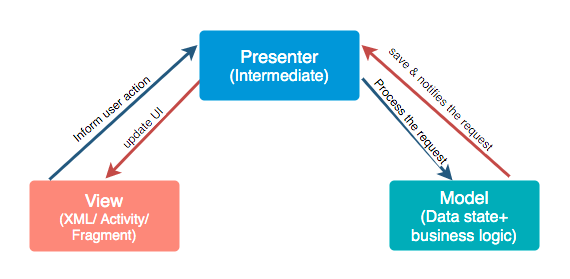 Presenter
(Intermediate)
Inform user action
update UI
save & notifies the request
Process the request
View
(XML/ Activity/
Fragment)
Model
(Data state+
business logic)